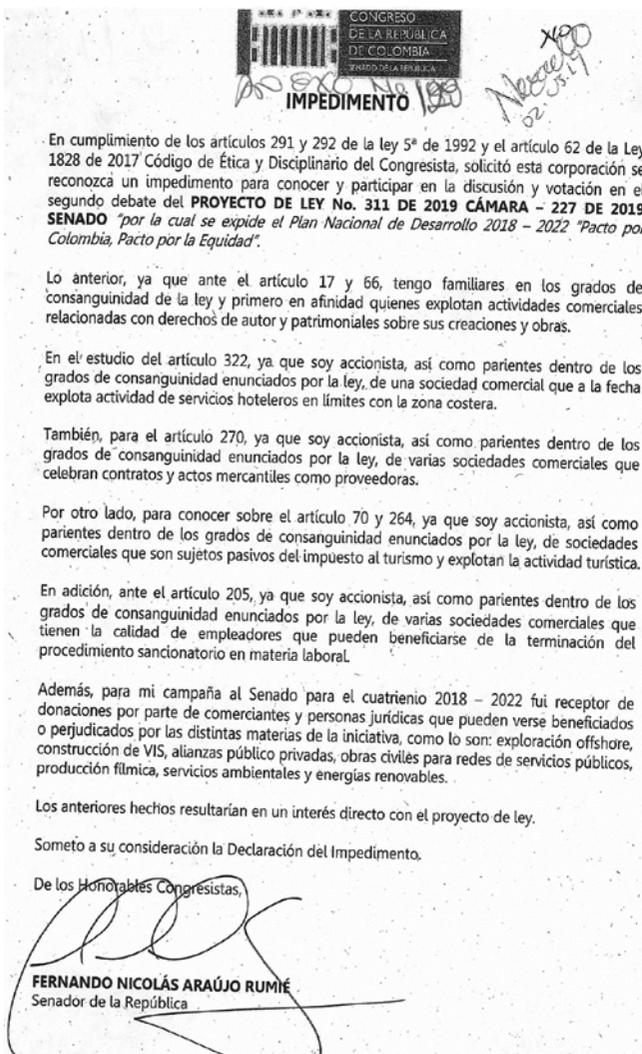 CONGRESO
DE LA REPÚBLICA
DE COLOMBIA
SENADO DE LA REPÚBLICA
IMPEDIMENTO
En cumplimiento de los artículos 291 y 292 de la ley 5ª de 1992 y el artículo 62 de la Ley
1828 de 2017 Código de Ética y Disciplinario del Congresista, solicitó esta corporación se
reconozca un impedimento para conocer y participar en la discusión y votación en el
segundo debate del PROYECTO DE LEY No. 311 DE 2019 CÁMARA – 227 DE 2019
SENADO "por la cual se expide el Plan Nacional de Desarrollo 2018 – 2022 "Pacto por
Colombia, Pacto por la Equidad".
Lo anterior, ya que ante el artículo 17 y 66, tengo familiares en los grados de
consanguinidad de la ley y primero en afinidad quienes explotan actividades comerciales
relacionadas con derechos de autor y patrimoniales sobre sus creaciones y obras.
En el estudio del artículo 322, ya que soy accionista, así como parientes dentro de los
grados de consanguinidad enunciados por la ley, de una sociedad comercial que a la fecha
explota actividad de servicios hoteleros en límites con la zona costera.
También, para el artículo 270, ya que soy accionista, así como parientes dentro de los
grados de consanguinidad enunciados por la ley, de varias sociedades comerciales que
celebran contratos y actos mercantiles como proveedoras.
Por otro lado, para conocer sobre el artículo 70 y 264, ya que soy accionista, así como
parientes dentro de los grados de consanguinidad enunciados por la ley, de sociedades
comerciales que son sujetos pasivos del impuesto al turismo y explotan la actividad turística.
En adición, ante el artículo 205, ya que soy accionista, así como parientes dentro de los
grados de consanguinidad enunciados por la ley, de varias sociedades comerciales que
tienen la calidad de empleadores que pueden beneficiarse de la terminación del
procedimiento sancionatorio en materia laboral.
Además, para mi campaña al Senado para el cuatrienio 2018 – 2022 fui receptor de
donaciones por parte de comerciantes y personas jurídicas que pueden verse beneficiados
o perjudicados por las distintas materias de la iniciativa, como lo son: exploración offshore,
construcción de VIS, alianzas público privadas, obras civiles para redes de servicios públicos,
producción fílmica, servicios ambientales y energías renovables.
Los anteriores hechos resultarían en un interés directo con el proyecto de ley.
Someto a su consideración la Declaración del Impedimento.
De los Honorables Congresistas,
FERNANDO NICOLÁS ARAÚJO RUMIÉ
Senador de la República